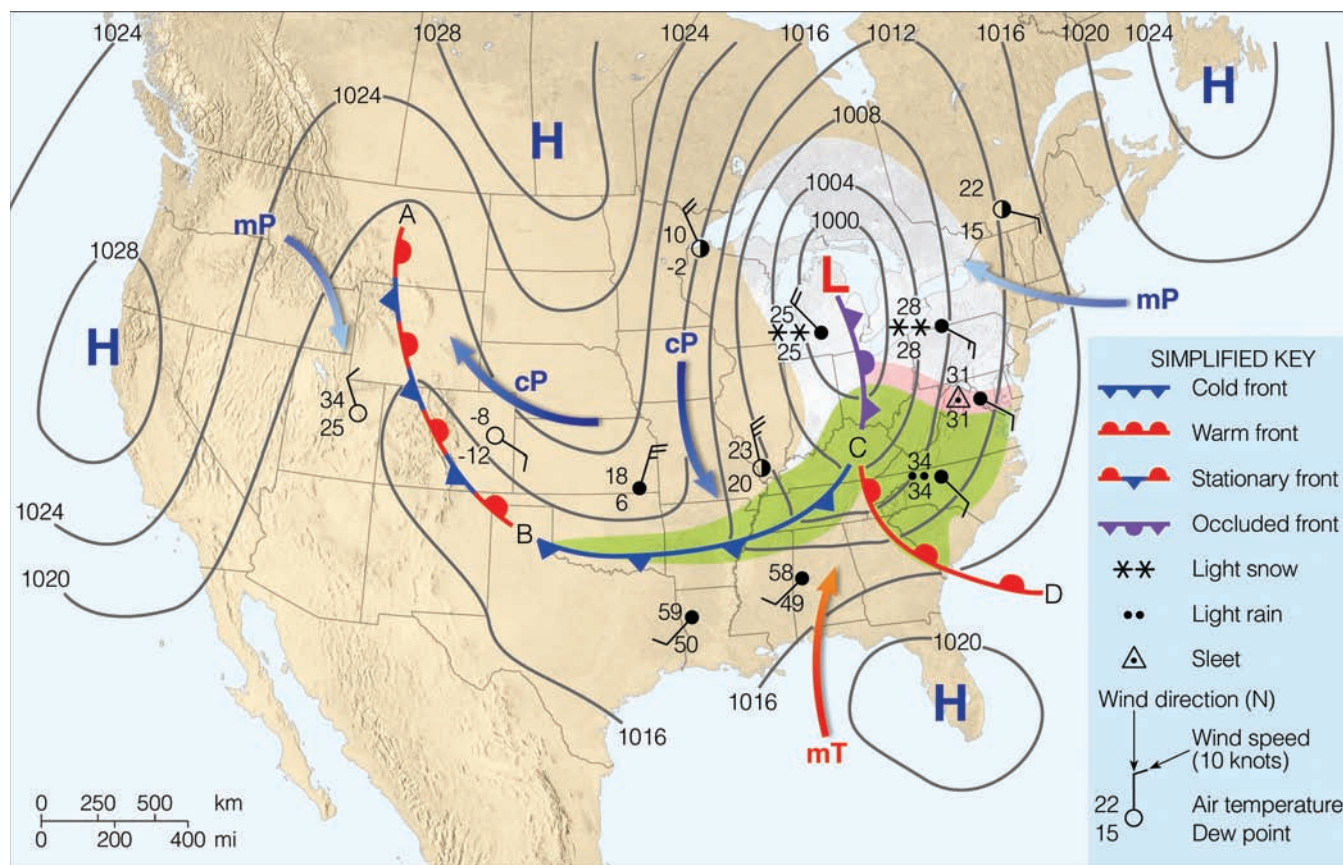 1024
1028
1024
1016
1012
1016
1020
1024
H
H
1024
1008
A
22
15
1004
mP
10
-2
1000
1028
L
mP
H
25
25
28
28
cP
cP
31
31
34
25
-8
-12
C
23
20
18
6
34
34
1024
B
1020
58
49
D
59
50
1020
1016
H
1016
mT
SIMPLIFIED KEY
Cold front
Warm front
Stationary front
Occluded front
Light snow
Light rain
Sleet
Wind direction (N)
Wind speed
(10 knots)
22
15
Air temperature
Dew point
0 250 500 km
0 200 400 mi